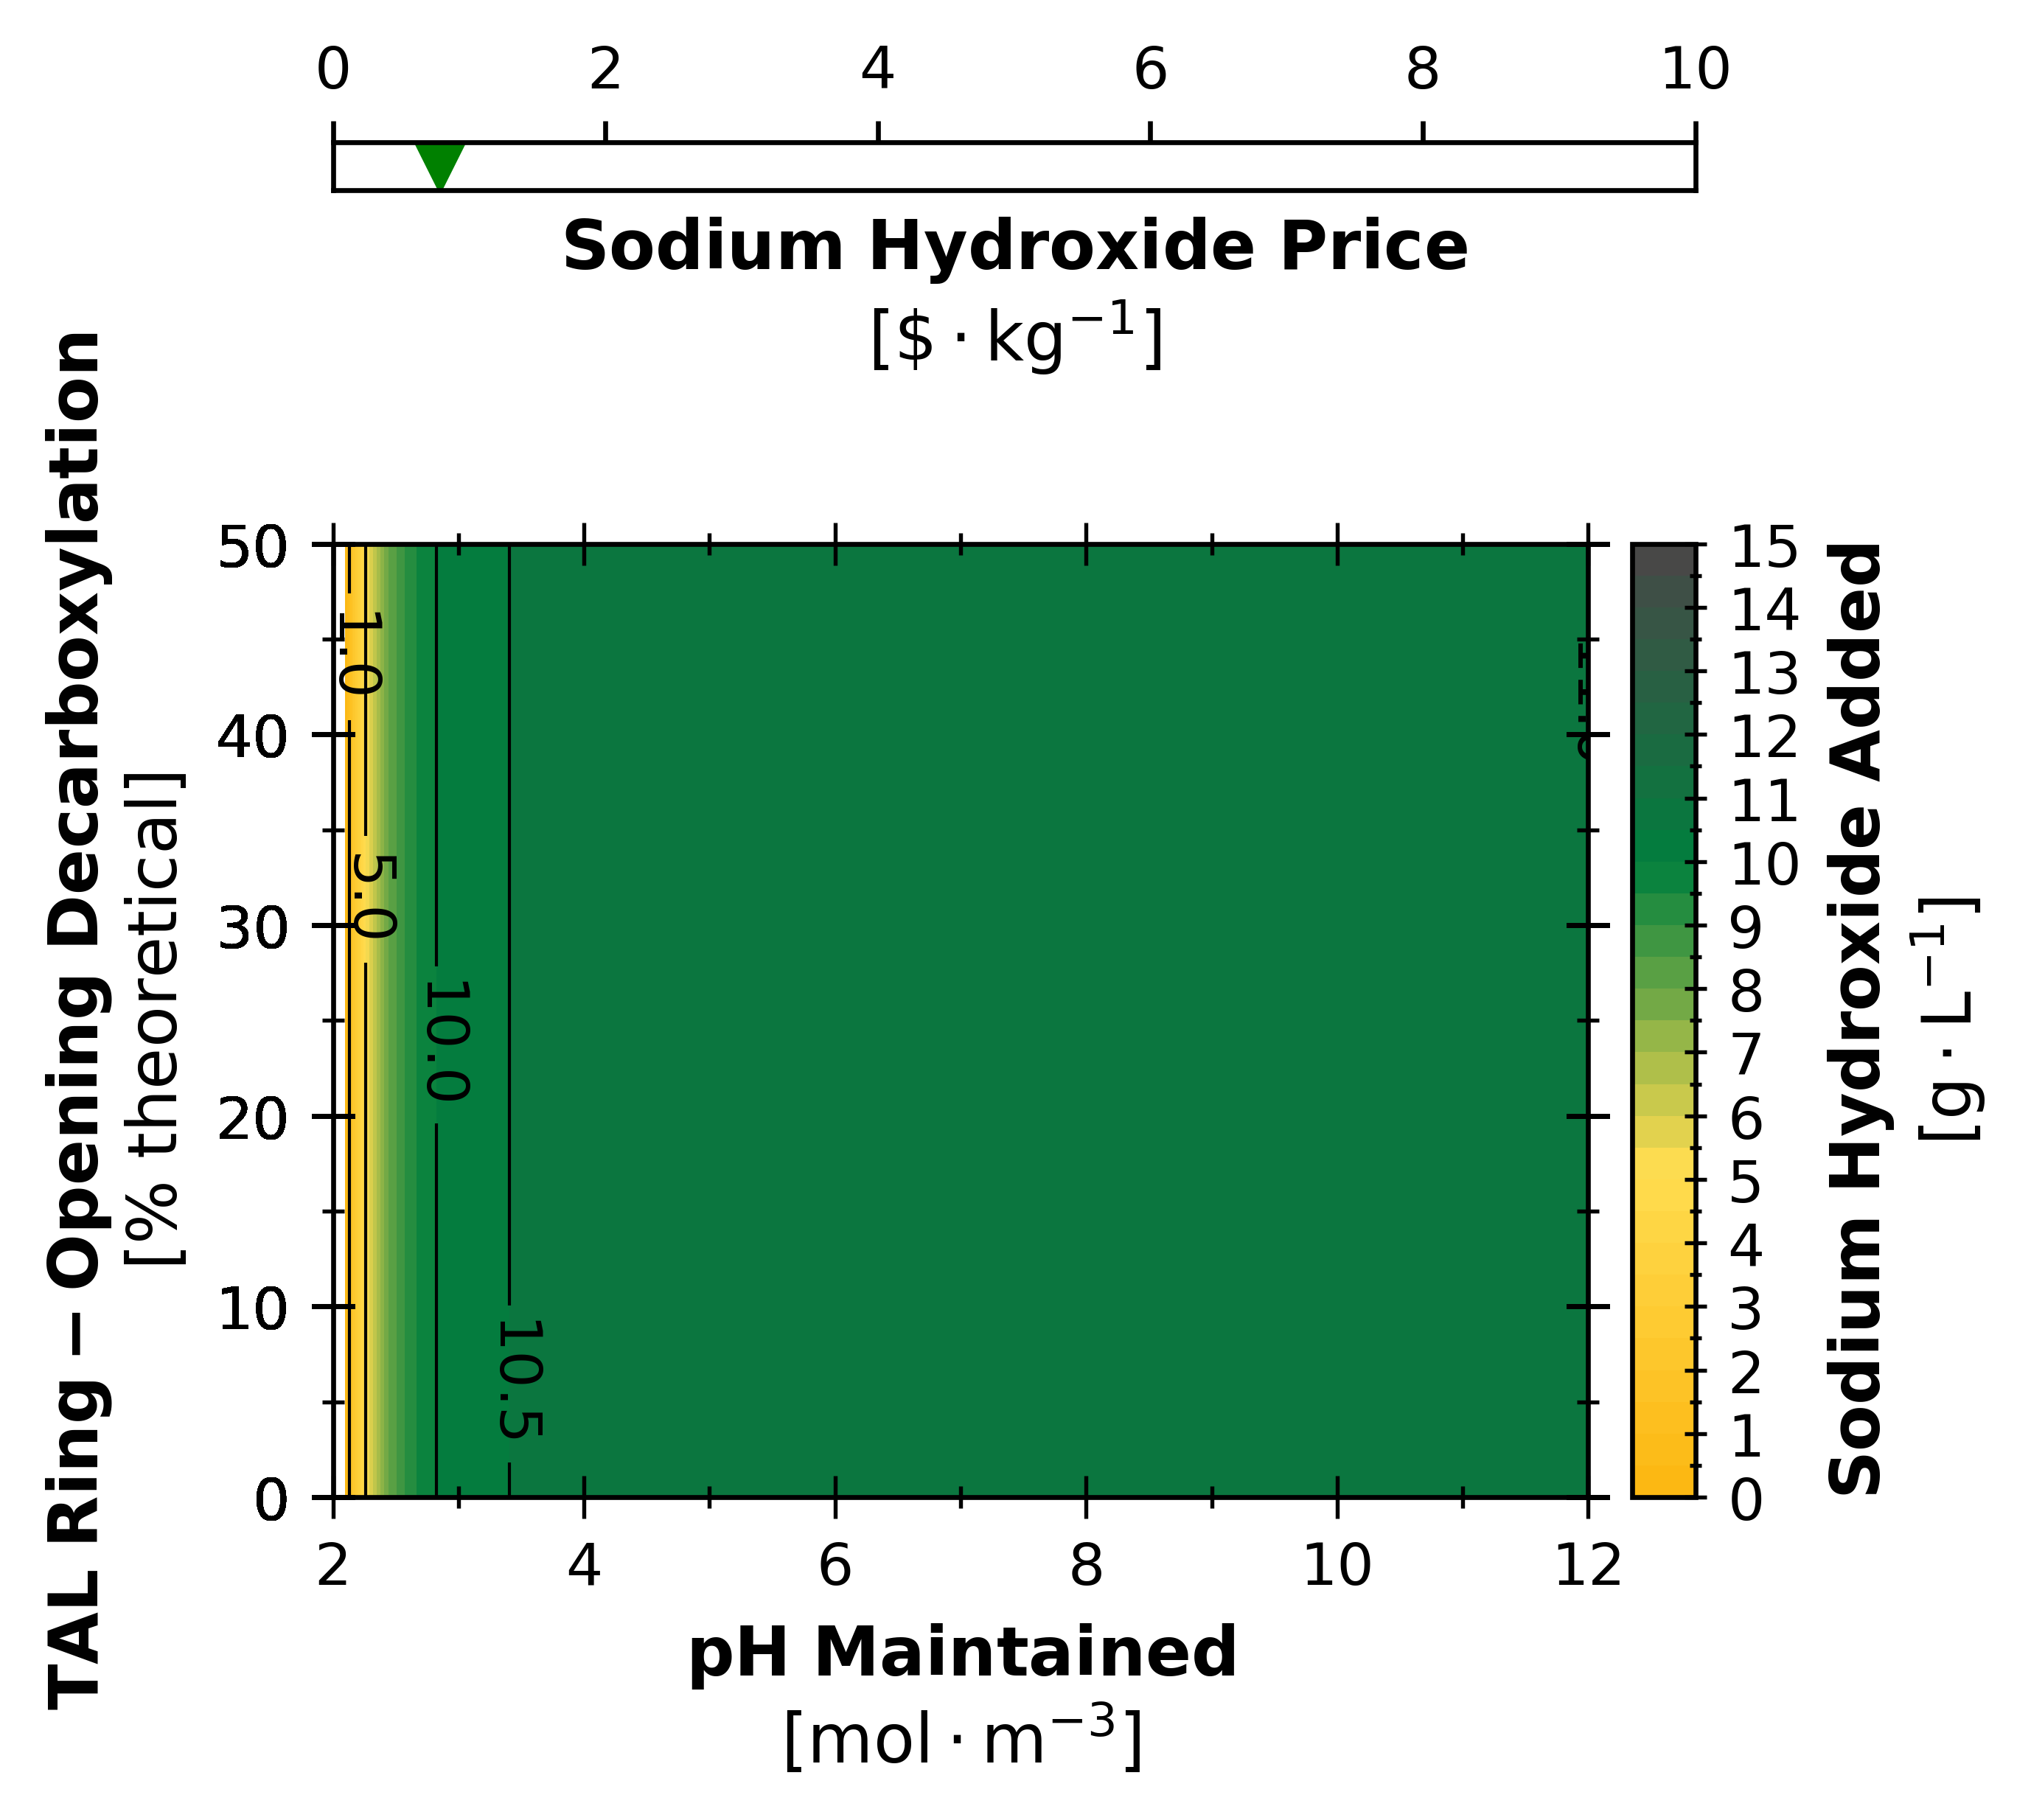 0 2 4 6 8 10
Sodium Hydroxide Price
[$ · kg⁻¹]
TAL Ring − Opening Decarboxylation
[% theoretical]
50
40
30
20
10
0
1.0
5.0
10.0
10.5
2 4 6 8 10 12
pH Maintained
[mol · m⁻³]
15
14
13
12
11
10
9
8
7
6
5
4
3
2
1
0
Sodium Hydroxide Added
[g · L⁻¹]